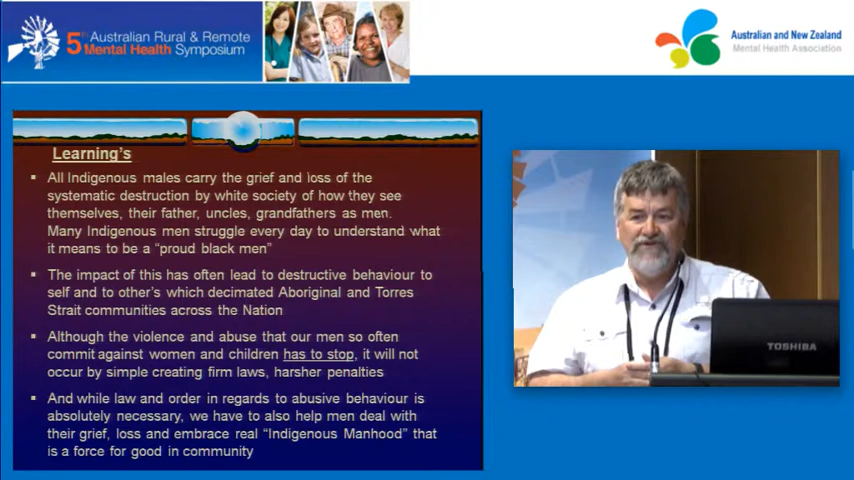 5th Australian Rural & Remote
Mental Health Symposium
Australian and New Zealand
Mental Health Association
Learning's
▪ All Indigenous males carry the grief and loss of the
systematic destruction by white society of how they see
themselves, their father, uncles, grandfathers as men.
Many Indigenous men struggle every day to understand what
it means to be a “proud black men”
▪ The impact of this has often lead to destructive behaviour to
self and to other's which decimated Aboriginal and Torres
Strait communities across the Nation
▪ Although the violence and abuse that our men so often
commit against women and children has to stop, it will not
occur by simple creating firm laws, harsher penalties
▪ And while law and order in regards to abusive behaviour is
absolutely necessary, we have to also help men deal with
their grief, loss and embrace real “Indigenous Manhood” that
is a force for good in community
TOSHIBA